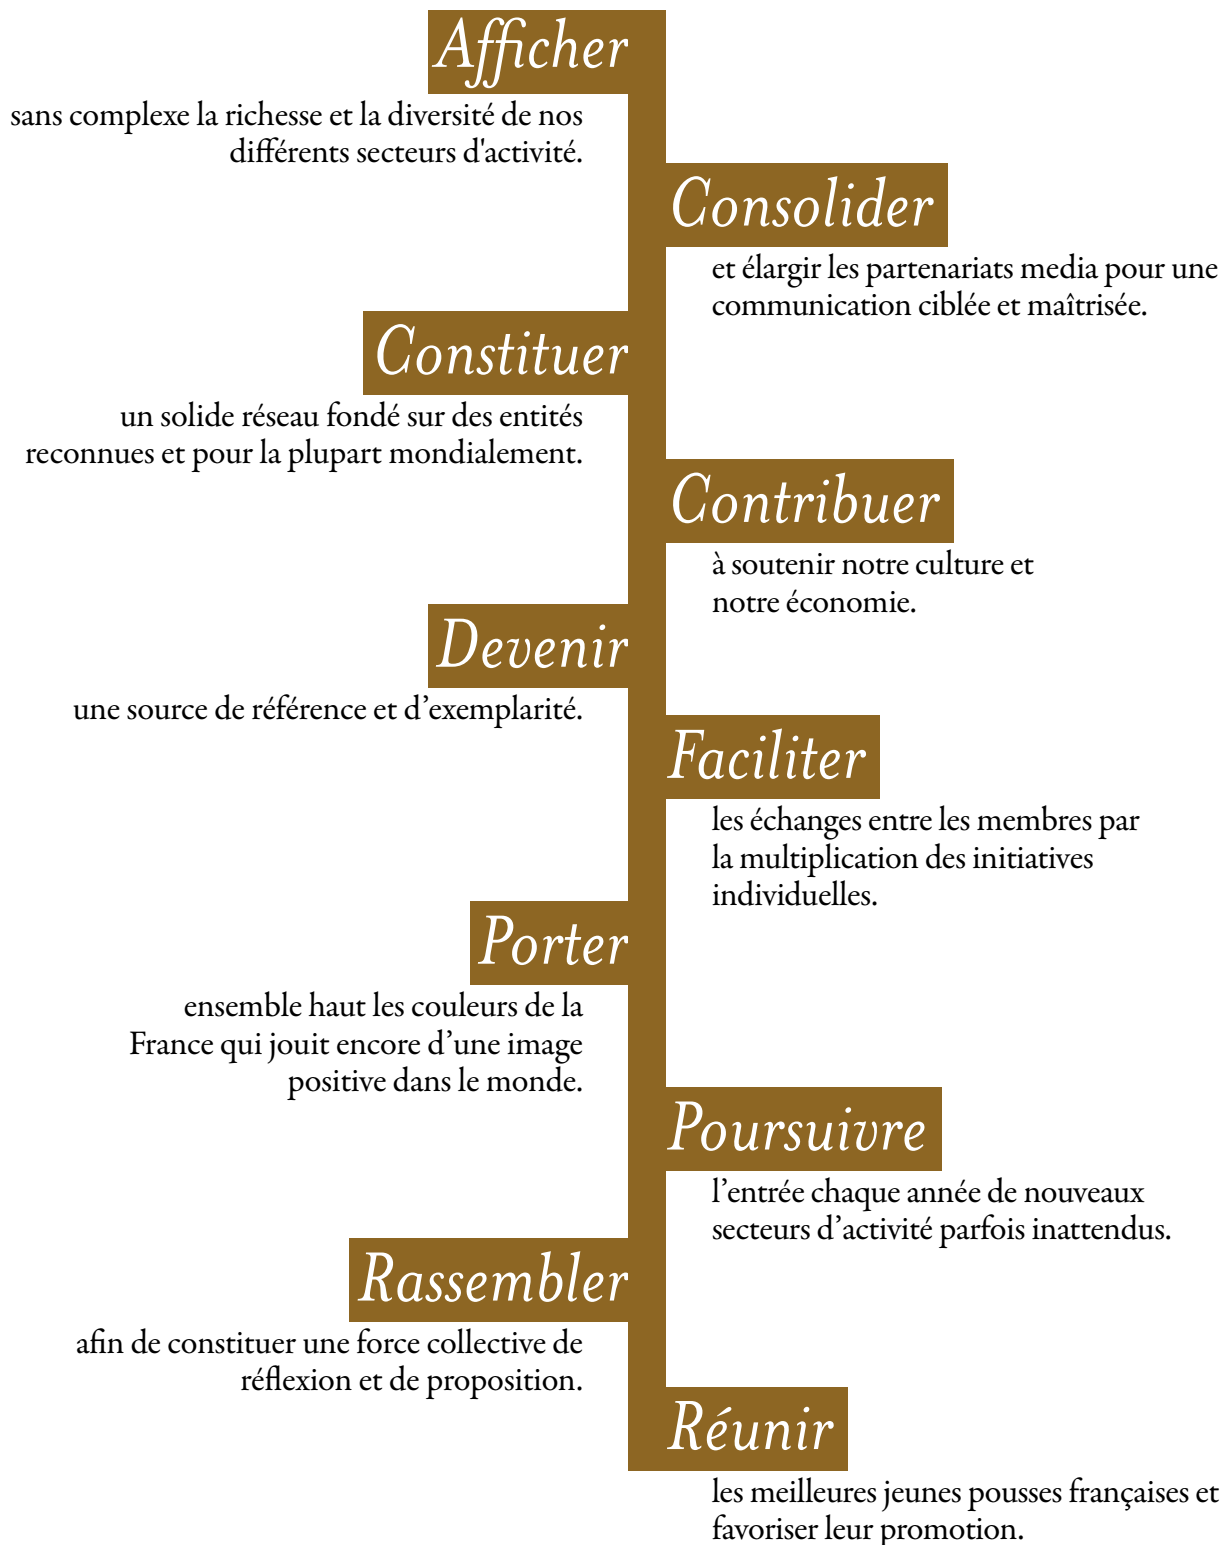 Afficher
sans complexe la richesse et la diversité de nos
différents secteurs d'activité.
Consolider
et élargir les partenariats media pour une
communication ciblée et maîtrisée.
Constituer
un solide réseau fondé sur des entités
reconnues et pour la plupart mondialement.
Contribuer
à soutenir notre culture et
notre économie.
Devenir
une source de référence et d’exemplarité.
Faciliter
les échanges entre les membres par
la multiplication des initiatives
individuelles.
Porter
ensemble haut les couleurs de la
France qui jouit encore d’une image
positive dans le monde.
Poursuivre
l’entrée chaque année de nouveaux
secteurs d’activité parfois inattendus.
Rassembler
afin de constituer une force collective de
réflexion et de proposition.
Réunir
les meilleures jeunes pousses françaises et
favoriser leur promotion.